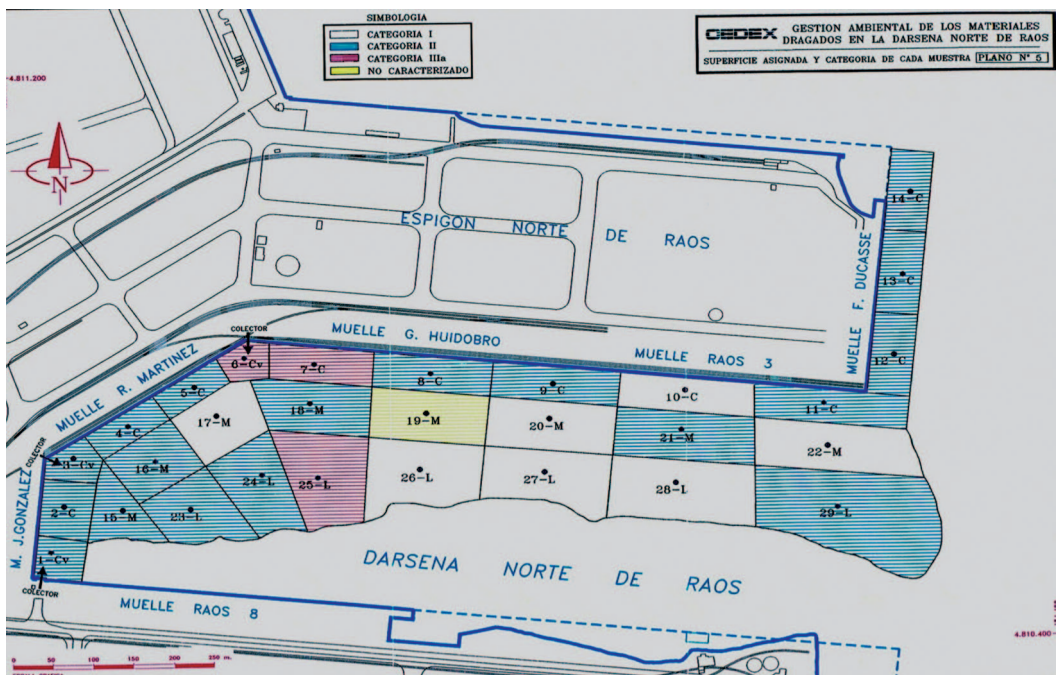 SIMBOLOGIA
CATEGORIA I
CATEGORIA II
CATEGORIA IIIa
NO CARACTERIZADO
CEDEX
GESTION AMBIENTAL DE LOS MATERIALES
DRAGADOS EN LA DARSENA NORTE DE RAOS
SUPERFICIE ASIGNADA Y CATEGORIA DE CADA MUESTRA PLANO Nº 5
4.811.200
N
ESPIGON NORTE DE RAOS
MUELLE F. DUCASSE
14-C
13-C
12-C
11-C
COLECTOR
MUELLE G. HUIDOBRO
MUELLE RAOS 3
MUELLE R. MARTINEZ
6-Cv
7-C
8-C
9-C
10-C
5-C
17-M
18-M
19-M
20-M
21-M
22-M
4-C
COLECTOR
3-Cv
16-M
24-L
25-L
26-L
27-L
28-L
29-L
M. J.GONZALEZ
2-C
15-M
23-L
1-Cv
COLECTOR
DARSENA NORTE DE RAOS
MUELLE RAOS 8
4.810.400
0 50 100 150 200 250 m.